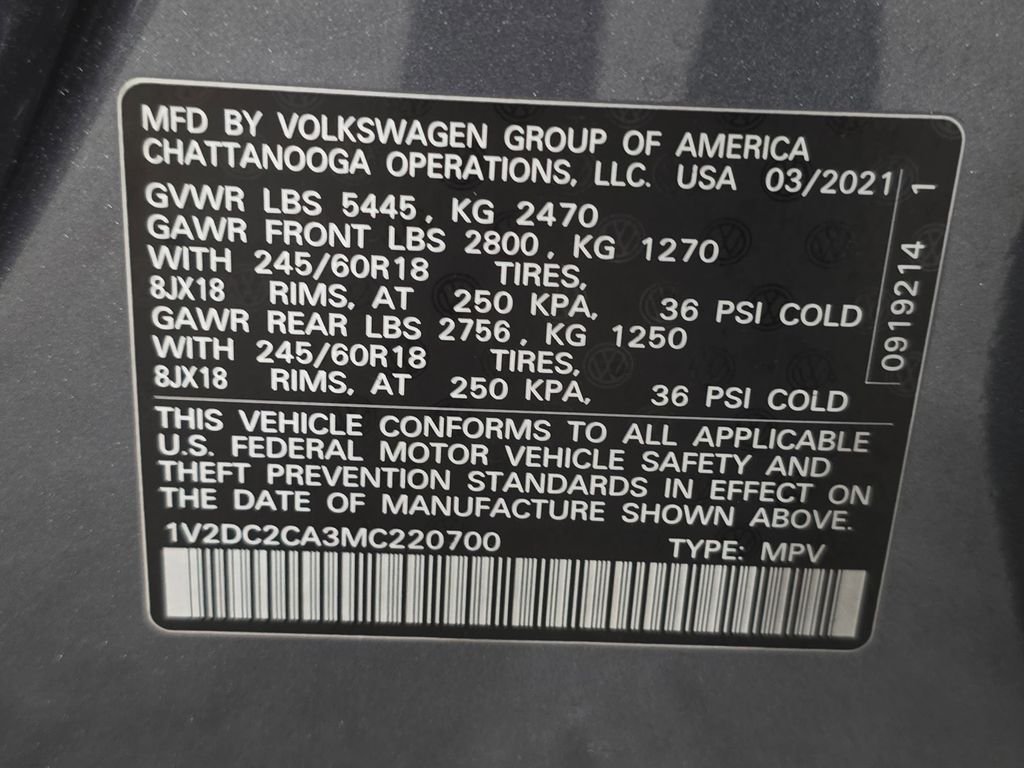 MFD BY VOLKSWAGEN GROUP OF AMERICA
CHATTANOOGA OPERATIONS, LLC. USA 03/2021
GVWR LBS 5445, KG 2470
GAWR FRONT LBS 2800, KG 1270
WITH 245/60R18 TIRES,
8JX18 RIMS, AT 250 KPA, 36 PSI COLD
GAWR REAR LBS 2756, KG 1250
WITH 245/60R18 TIRES,
8JX18 RIMS, AT 250 KPA, 36 PSI COLD
0919214 1
THIS VEHICLE CONFORMS TO ALL APPLICABLE
U.S. FEDERAL MOTOR VEHICLE SAFETY AND
THEFT PREVENTION STANDARDS IN EFFECT ON
THE DATE OF MANUFACTURE SHOWN ABOVE.
1V2DC2CA3MC220700 TYPE: MPV